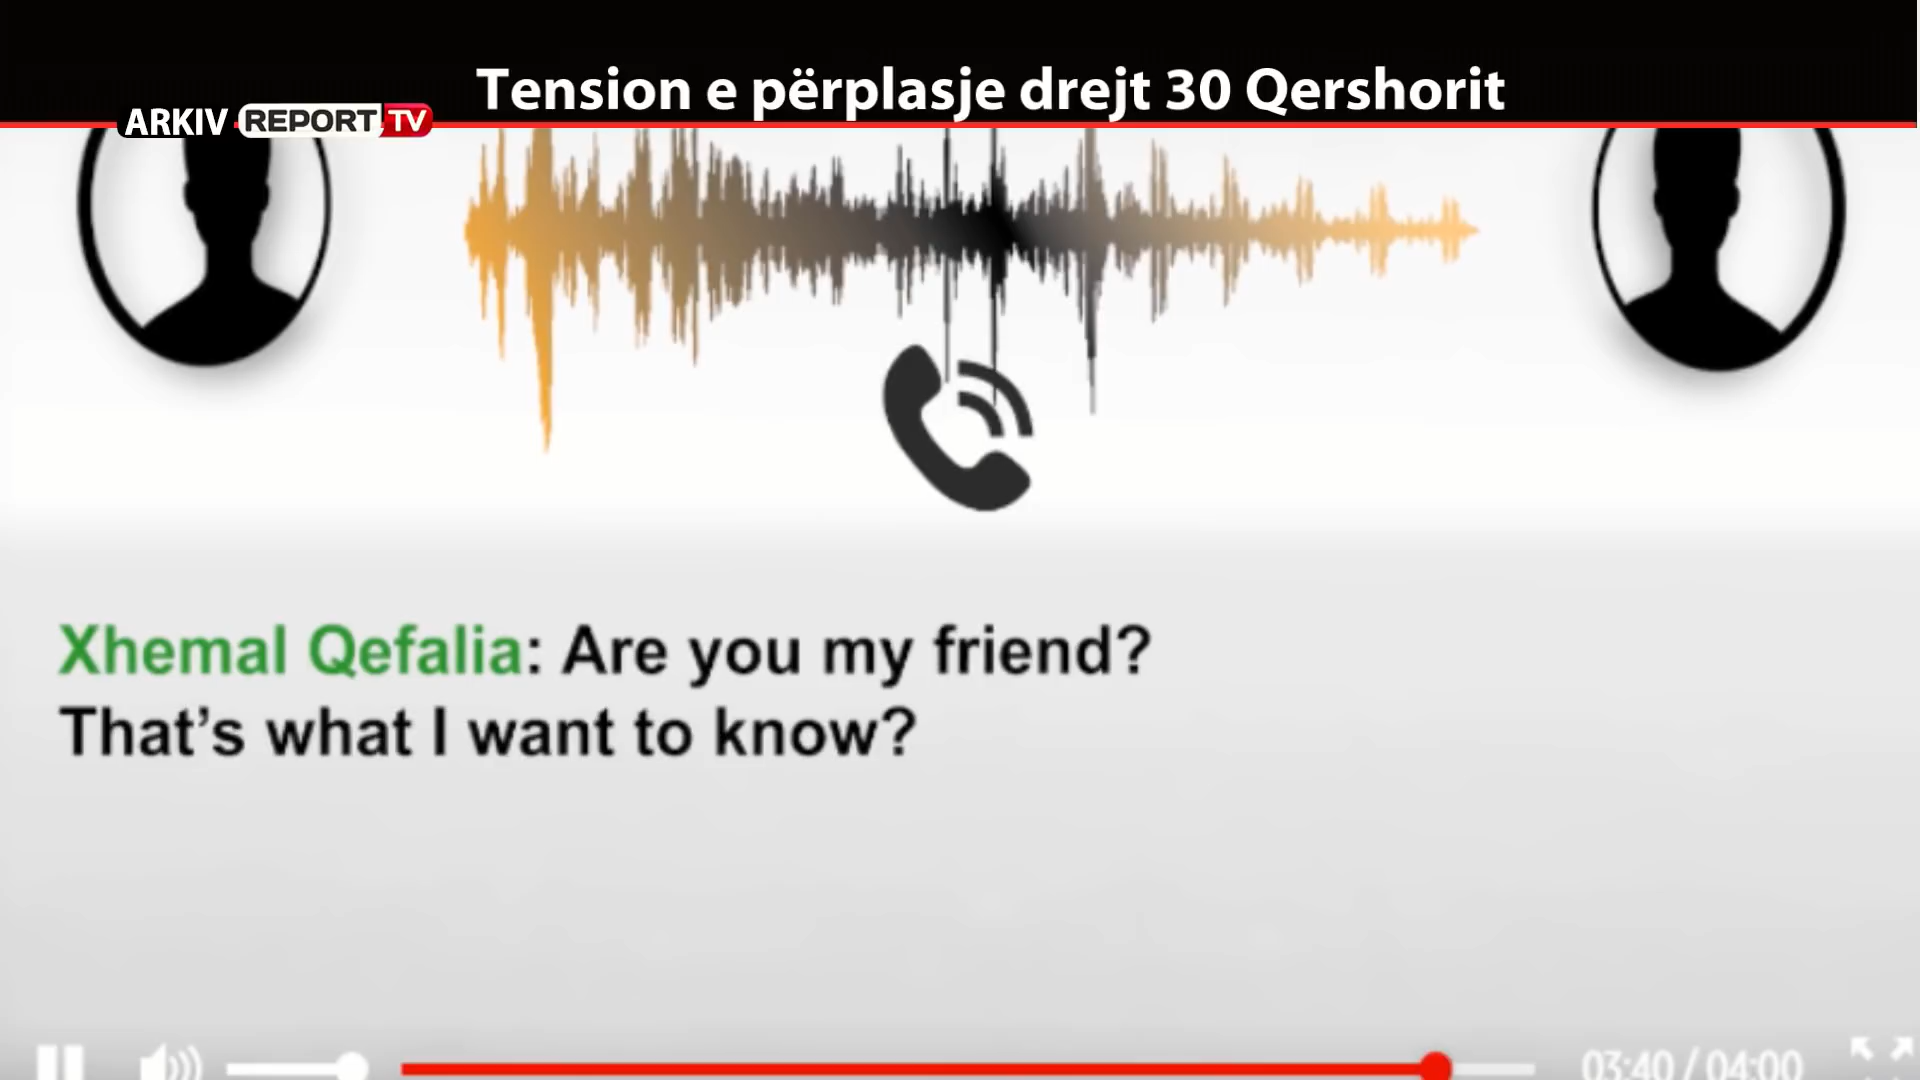 Tension e përplasje drejt 30 Qershorit
ARKIV REPORT TV
Xhemal Qefalia: Are you my friend?
That’s what I want to know?
03:40 / 04:00